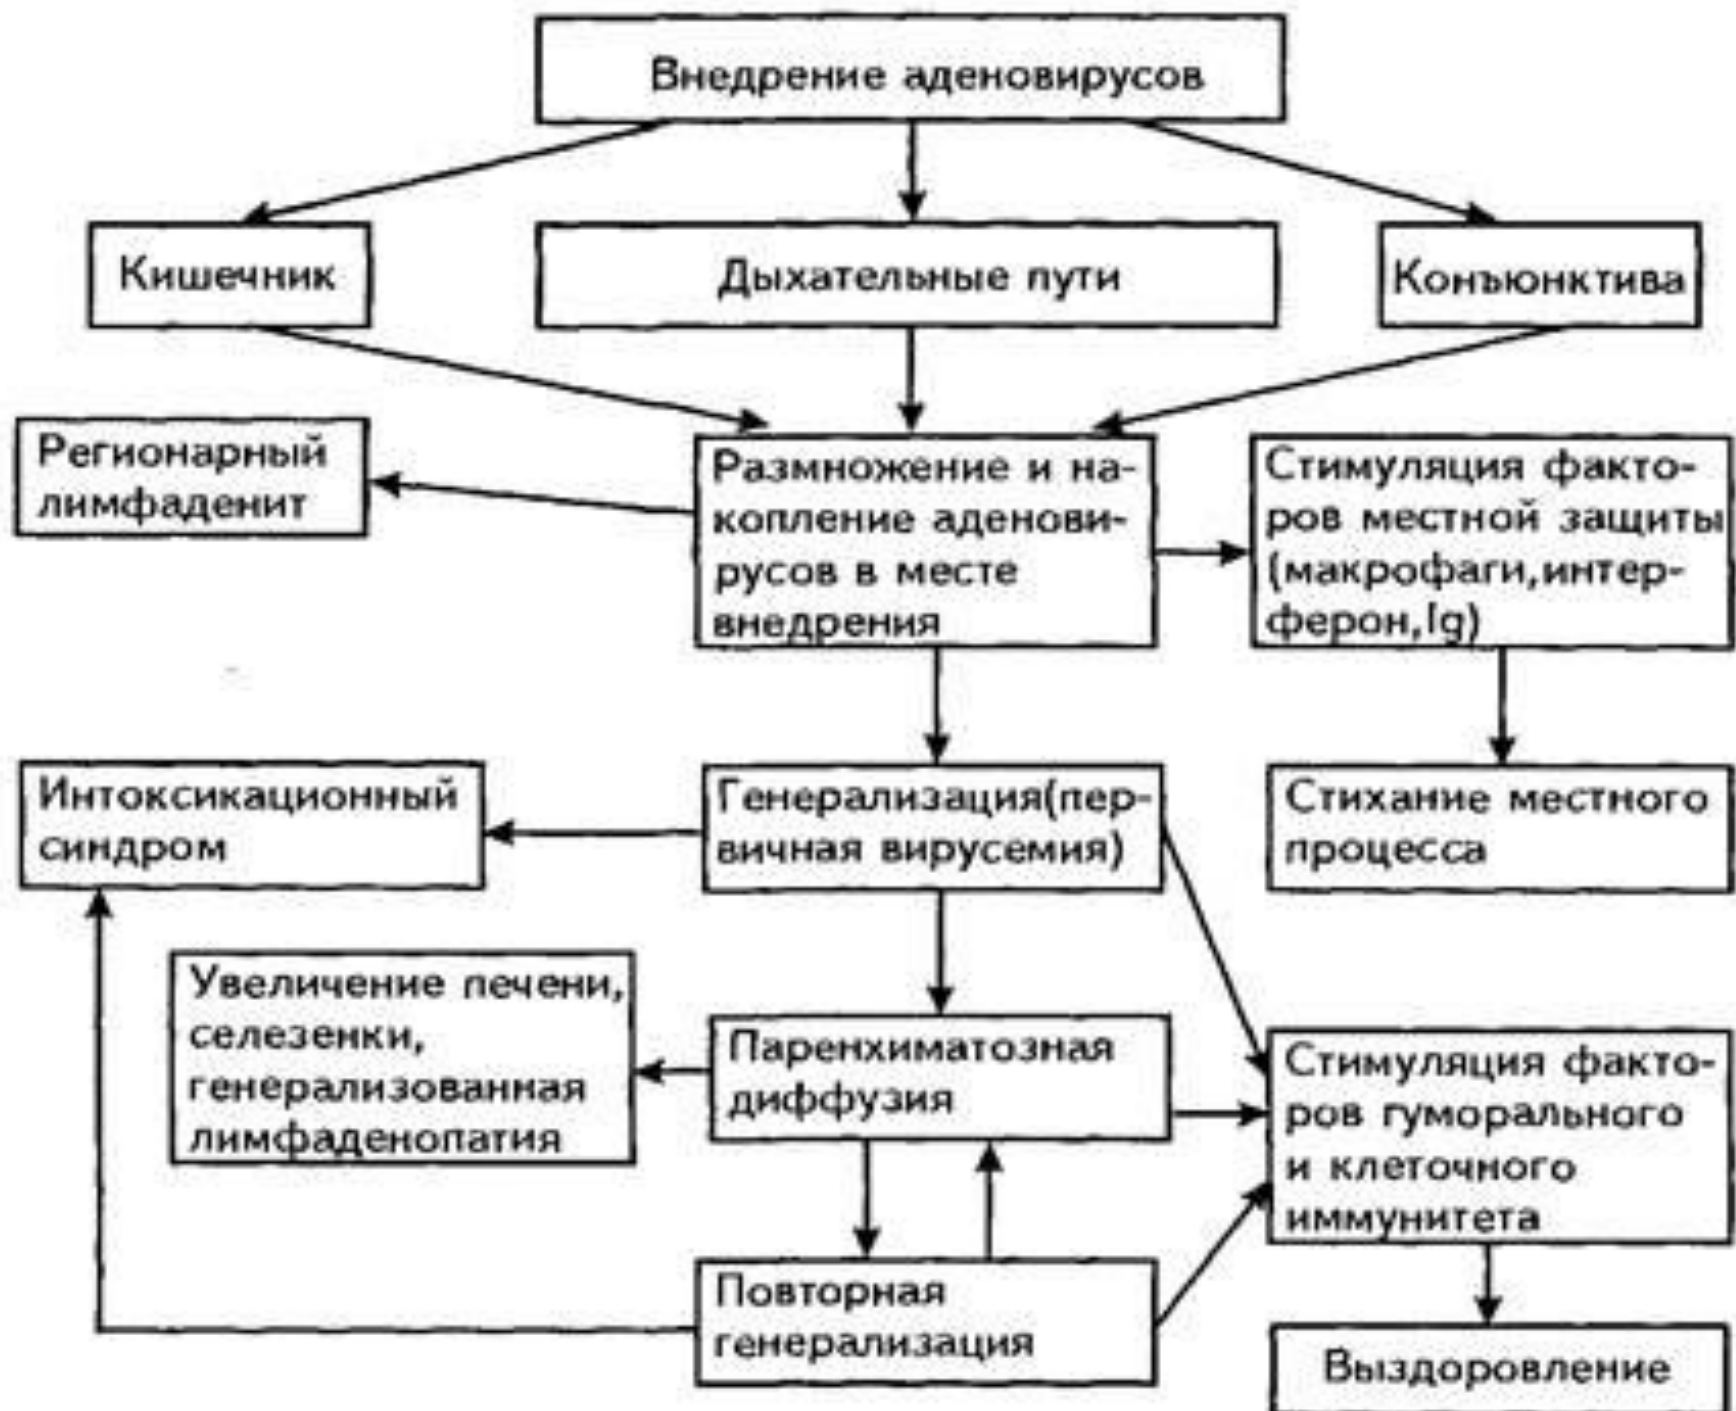 Внедрение аденовирусов
Кишечник
Дыхательные пути
Конъюнктива
Регионарный
лимфаденит
Размножение и на-
копление аденови-
русов в месте
внедрения
Стимуляция факто-
ров местной защиты
(макрофаги,интер-
ферон,Ig)
Интоксикационный
синдром
Генерализация(пер-
вичная вирусемия)
Стихание местного
процесса
Увеличение печени,
селезенки,
генерализованная
лимфаденопатия
Паренхиматозная
диффузия
Стимуляция факто-
ров гуморального
и клеточного
иммунитета
Повторная
генерализация
Выздоровление